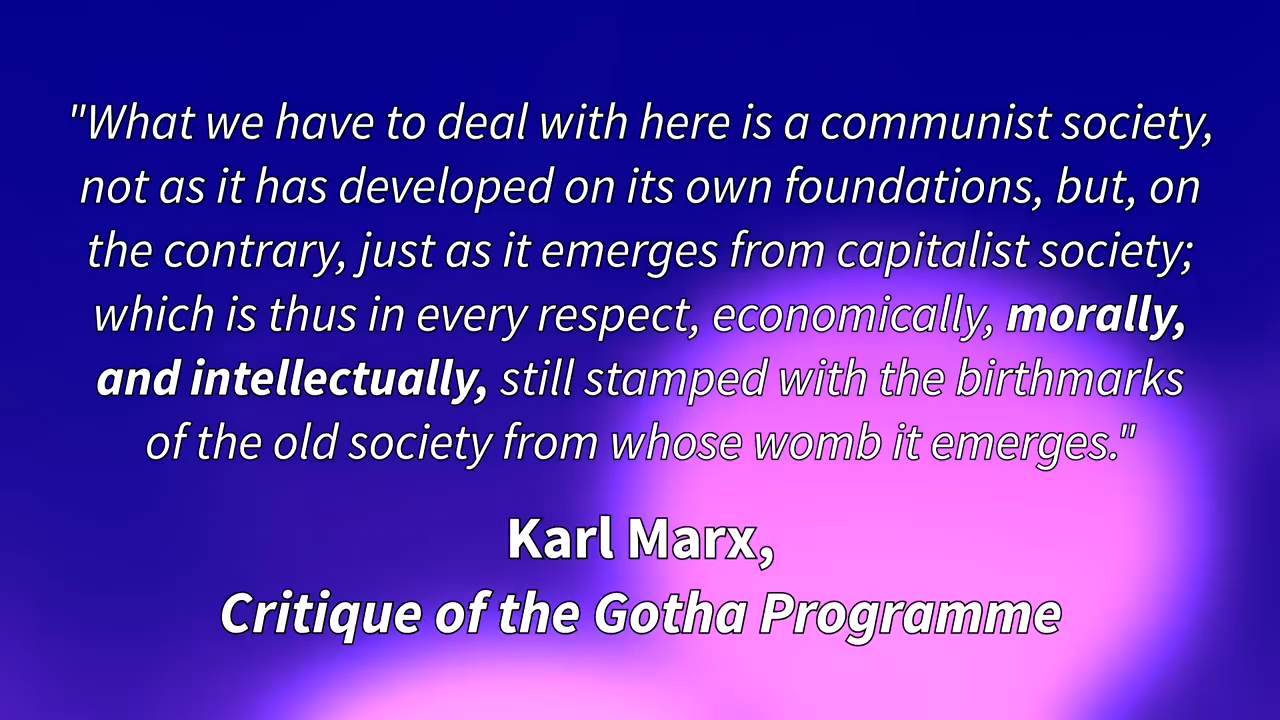 "What we have to deal with here is a communist society,
not as it has developed on its own foundations, but, on
the contrary, just as it emerges from capitalist society;
which is thus in every respect, economically, morally,
and intellectually, still stamped with the birthmarks
of the old society from whose womb it emerges."
Karl Marx,
Critique of the Gotha Programme